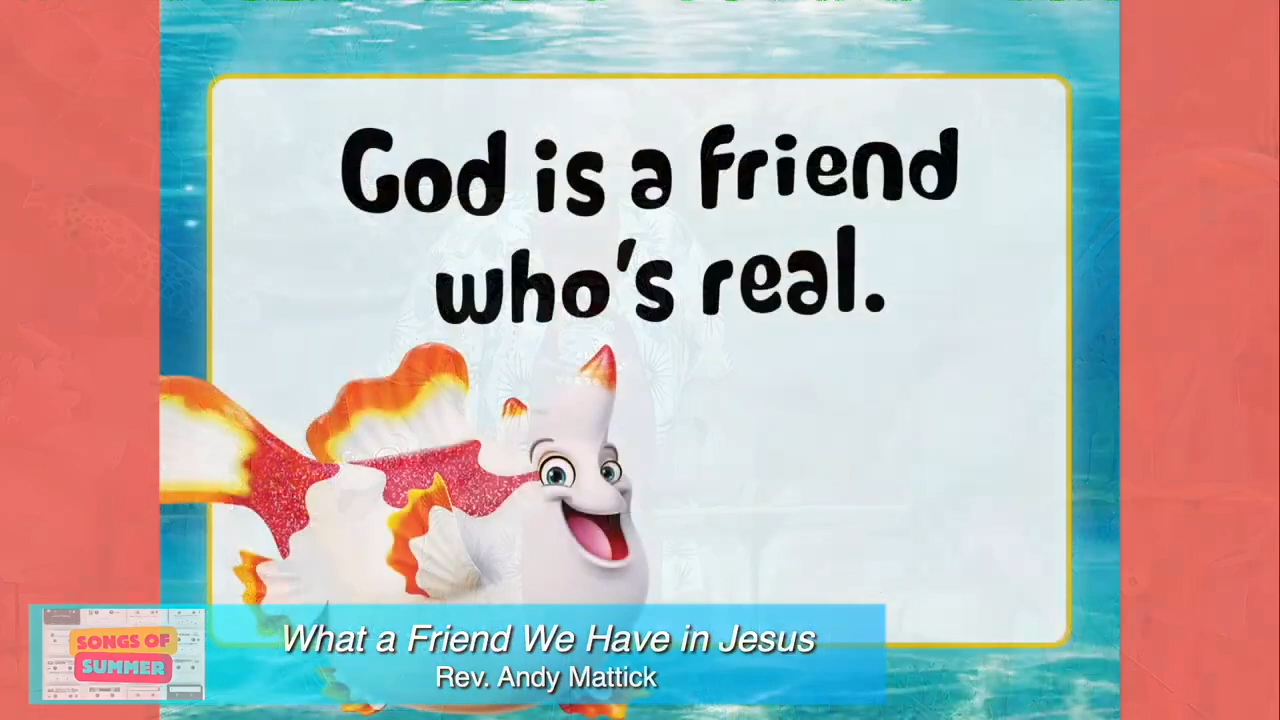 God is a friend
who's real.
What a Friend We Have in Jesus
Rev. Andy Mattick
SONGS OF
SUMMER